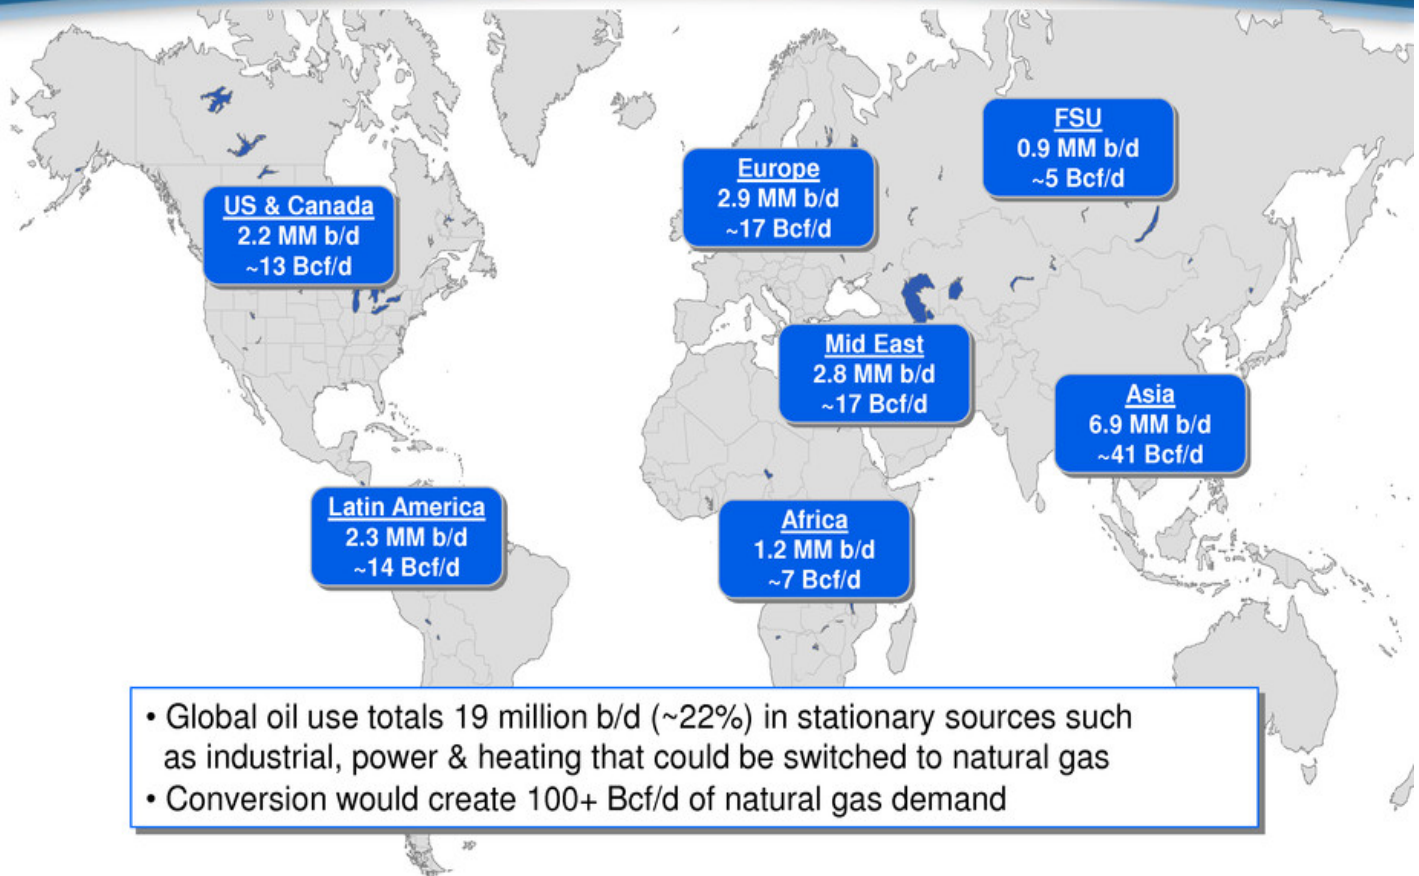 FSU
0.9 MM b/d
~5 Bcf/d
Europe
2.9 MM b/d
~17 Bcf/d
US & Canada
2.2 MM b/d
~13 Bcf/d
Mid East
2.8 MM b/d
~17 Bcf/d
Asia
6.9 MM b/d
~41 Bcf/d
Latin America
2.3 MM b/d
~14 Bcf/d
Africa
1.2 MM b/d
~7 Bcf/d
• Global oil use totals 19 million b/d (~22%) in stationary sources such
as industrial, power & heating that could be switched to natural gas
• Conversion would create 100+ Bcf/d of natural gas demand